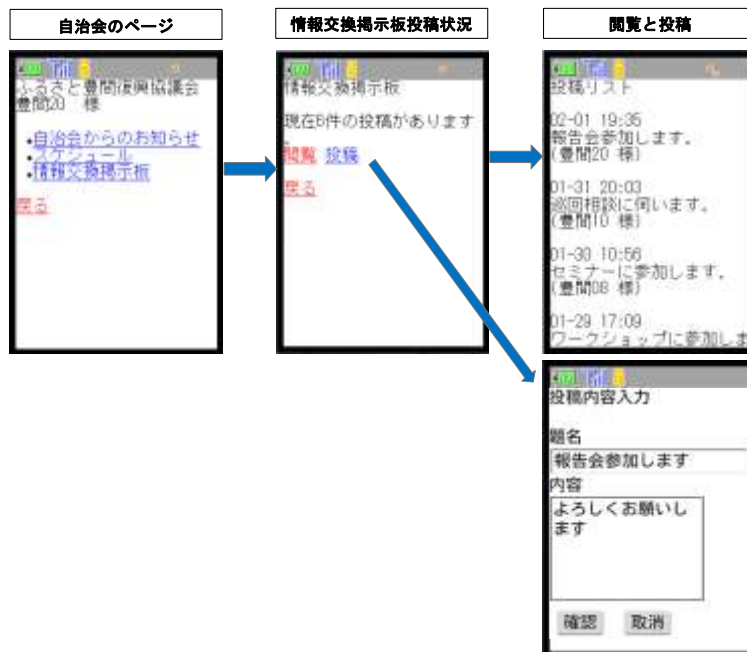 自治会のページ
情報交換掲示板投稿状況
閲覧と投稿
ふるさと豊間復興協議会
豊間20 様
・自治会からのお知らせ
・スケジュール
・情報交換掲示板
戻る
情報交換掲示板
現在6件の投稿があります
。
閲覧 投稿
戻る
投稿リスト
02-01 19:35
報告会参加します。
(豊間20 様)
01-31 20:03
巡回相談に伺います。
(豊間10 様)
01-30 10:56
セミナーに参加します。
(豊間08 様)
01-29 17:09
ワークショップに参加しま
投稿内容入力
題名
報告会参加します
内容
よろしくお願いし
ます
確認 取消